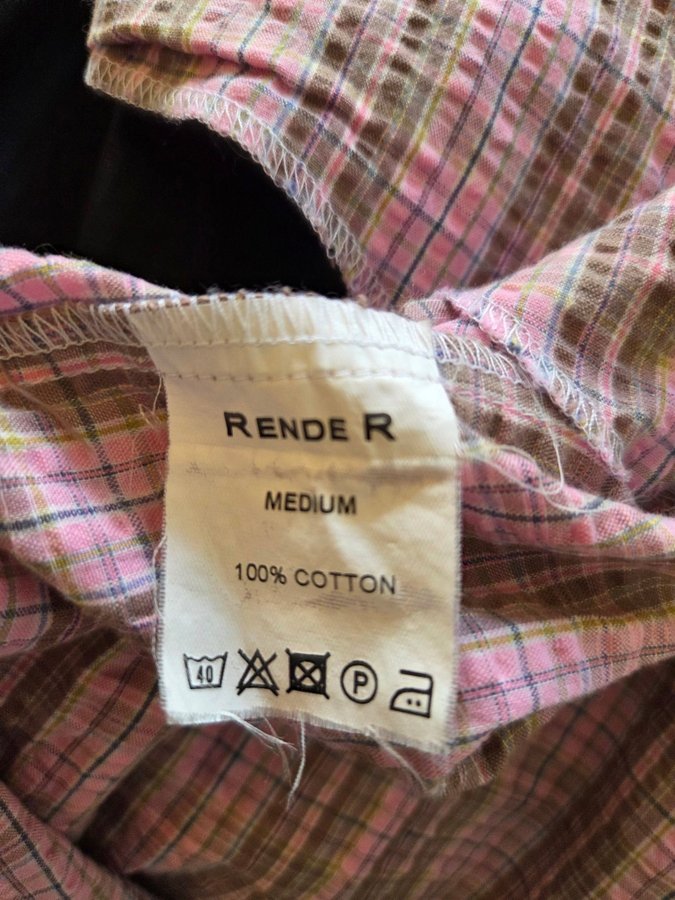 RENDE R
MEDIUM
100% COTTON
40 P